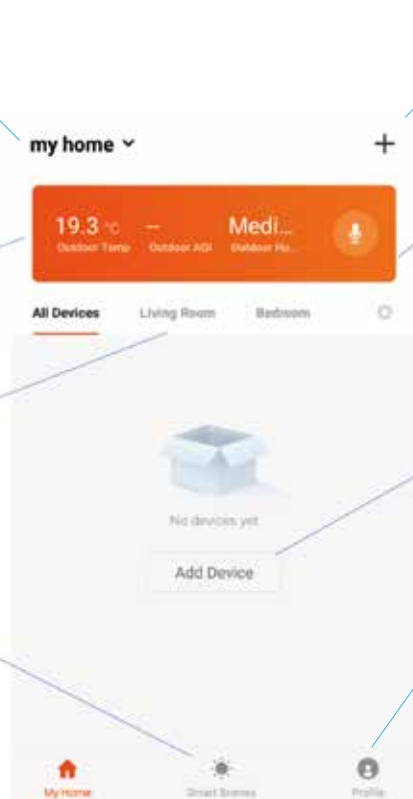 my home
19.3 °C -- Medi...
Outdoor Temp Outdoor AQI Outdoor Hu...
All Devices Living Room Bedroom
No devices yet
Add Device
My Home Smart Scenes Profile